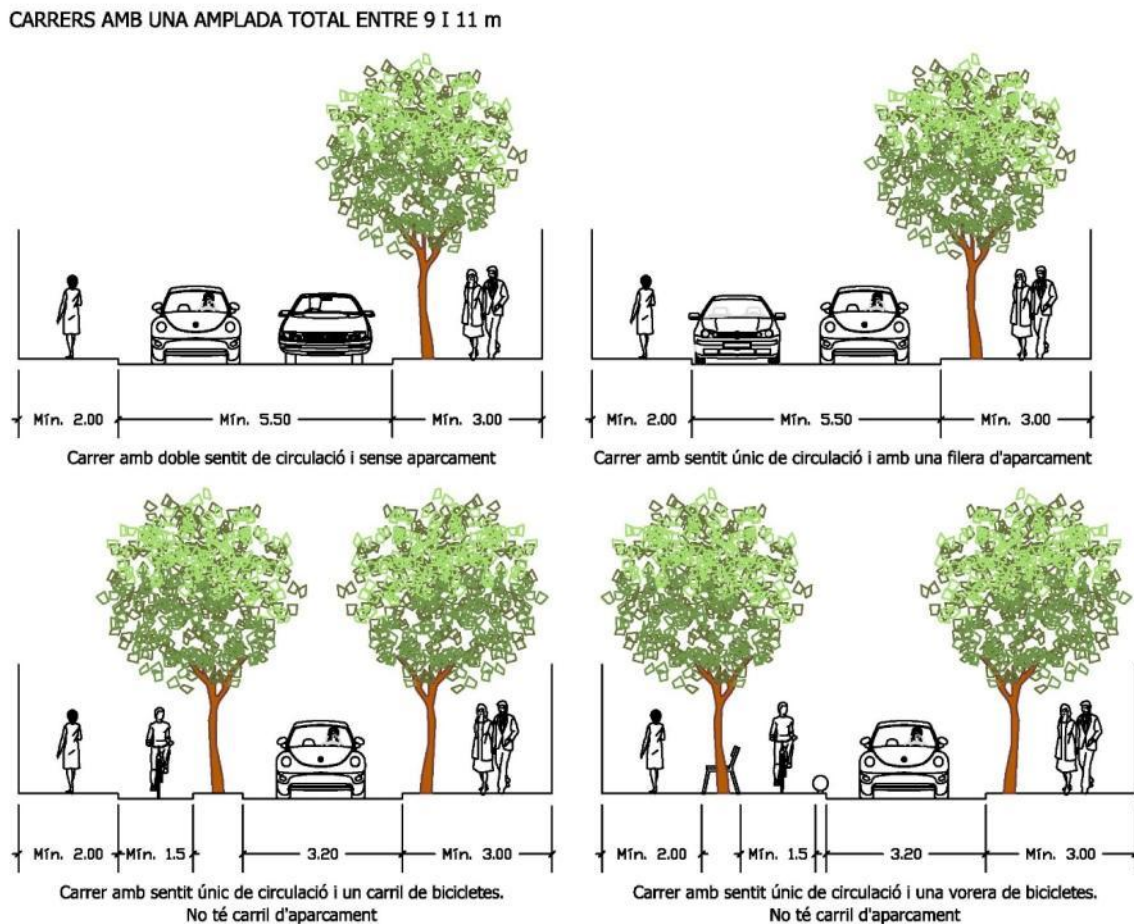 CARRERS AMB UNA AMPLADA TOTAL ENTRE 9 I 11 m
Mín. 2.00 Mín. 5.50 Mín. 3.00
Carrer amb doble sentit de circulació i sense aparcament
Mín. 2.00 5.50 Mín. 3.00
Carrer amb sentit únic de circulació i amb una filera d'aparcament
Mín. 2.00 Mín. 1.5 3.20 Mín. 3.00
Carrer amb sentit únic de circulació i un carril de bicicletes.
No té carril d'aparcament
Mín. 2.00 Mín. 1.5 3.20 Mín. 3.00
Carrer amb sentit únic de circulació i una vorera de bicicletes.
No té carril d'aparcament